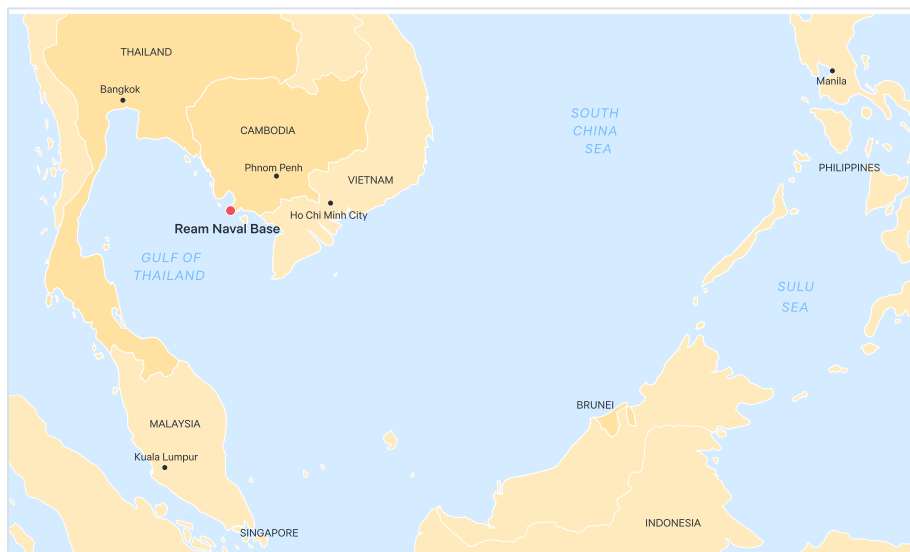 THAILAND
Bangkok
Manila
SOUTH
CHINA
SEA
CAMBODIA
Phnom Penh
PHILIPPINES
VIETNAM
Ho Chi Minh City
Ream Naval Base
GULF OF
THAILAND
SULU
SEA
BRUNEI
MALAYSIA
Kuala Lumpur
INDONESIA
SINGAPORE